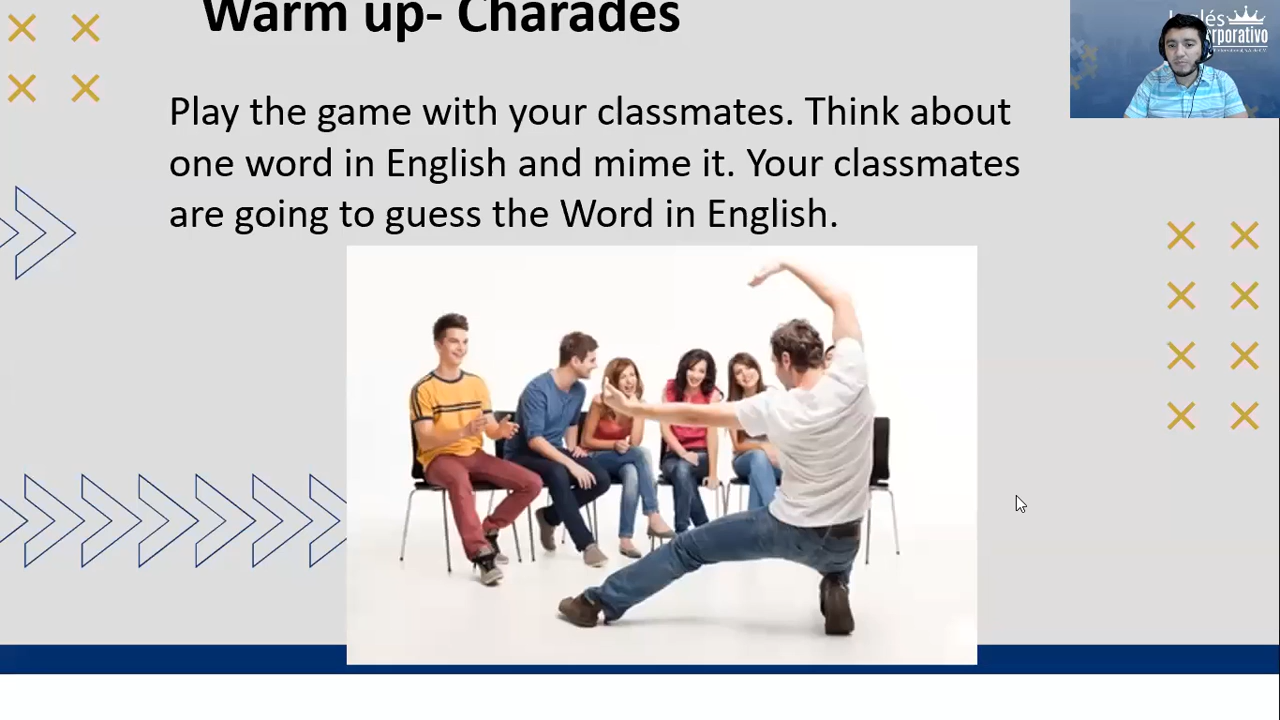 Warm up- Charades
Play the game with your classmates. Think about
one word in English and mime it. Your classmates
are going to guess the Word in English.